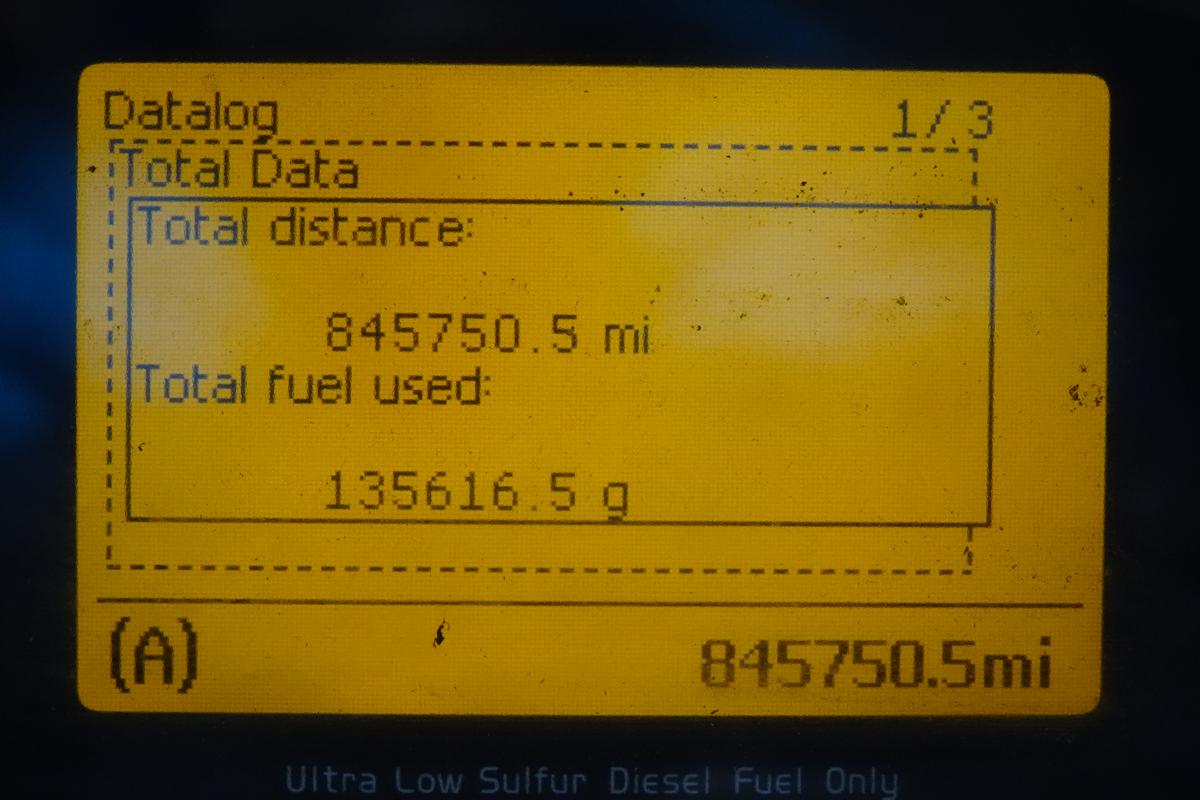 Datalog 1/3
Total Data
Total distance:
845750.5 mi
Total fuel used:
135616.5 g
(A) 845750.5mi
Ultra Low Sulfur Diesel Fuel Only